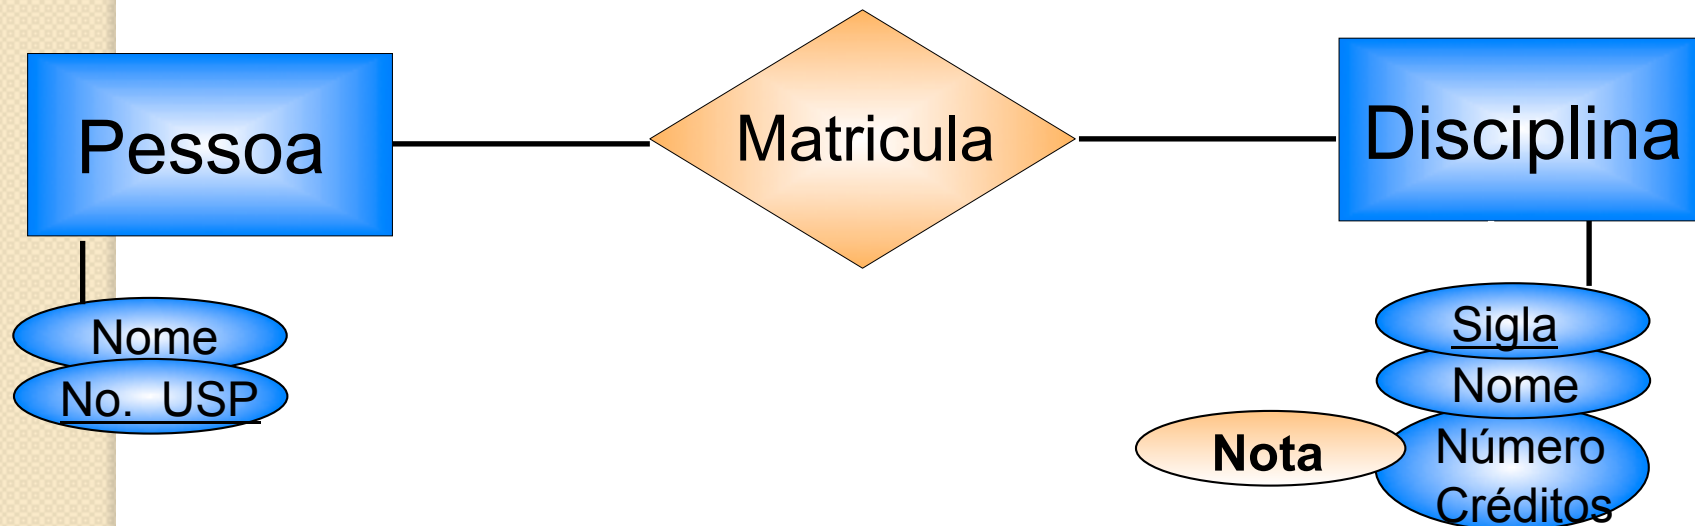 Pessoa
Matricula
Disciplina
Nome
No. USP
Sigla
Nome
Nota
Número
Créditos